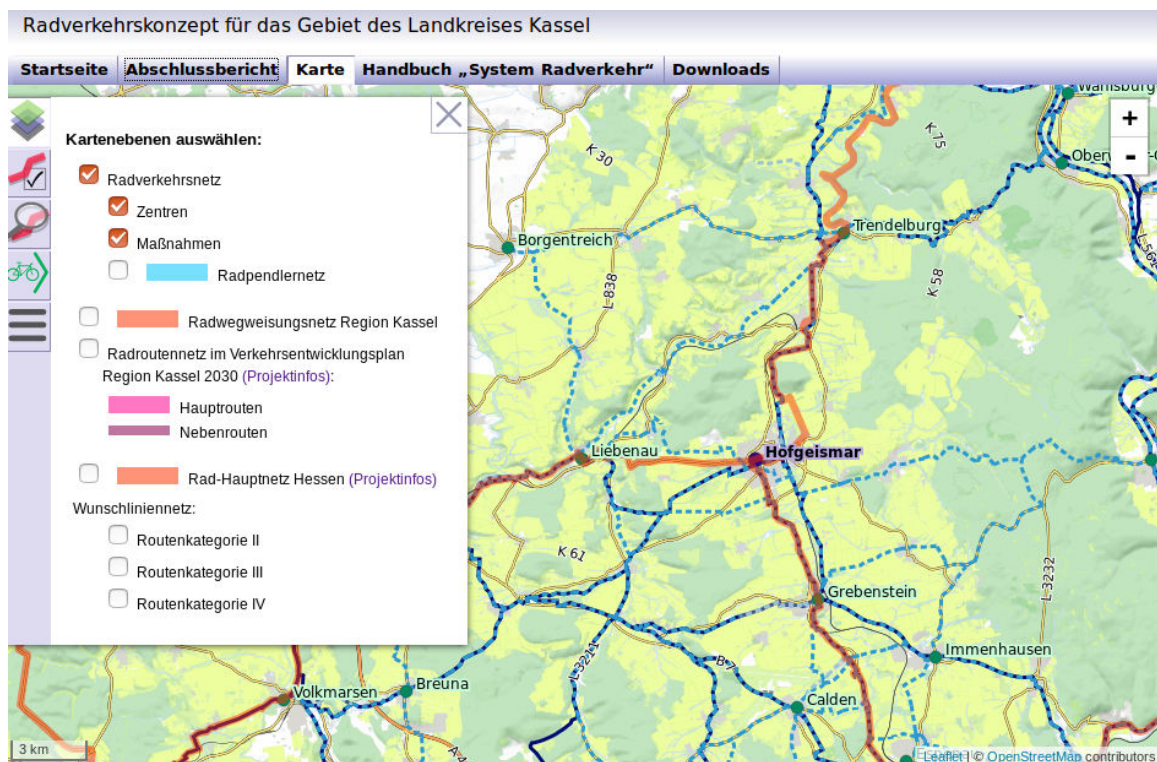 Radverkehrskonzept für das Gebiet des Landkreises Kassel
Startseite Abschlussbericht Karte Handbuch „System Radverkehr“ Downloads
Kartenebenen auswählen:
Radverkehrsnetz
Zentren
Maßnahmen
Radpendlernetz
Radwegweisungsnetz Region Kassel
Radroutennetz im Verkehrsentwicklungsplan
Region Kassel 2030 (Projektinfos):
Hauptrouten
Nebenrouten
Rad-Hauptnetz Hessen (Projektinfos)
Wunschliniennetz:
Routenkategorie II
Routenkategorie III
Routenkategorie IV
+
-
K 30
K 75
Trendelburg
Borgentreich
L 561
L 838
K 58
Liebenau
Hofgeismar
K 61
L 3232
Grebenstein
Immenhausen
L 3211
B 7
Breuna
Volkmarsen
Calden
3 km
Leaflet | © OpenStreetMap contributors